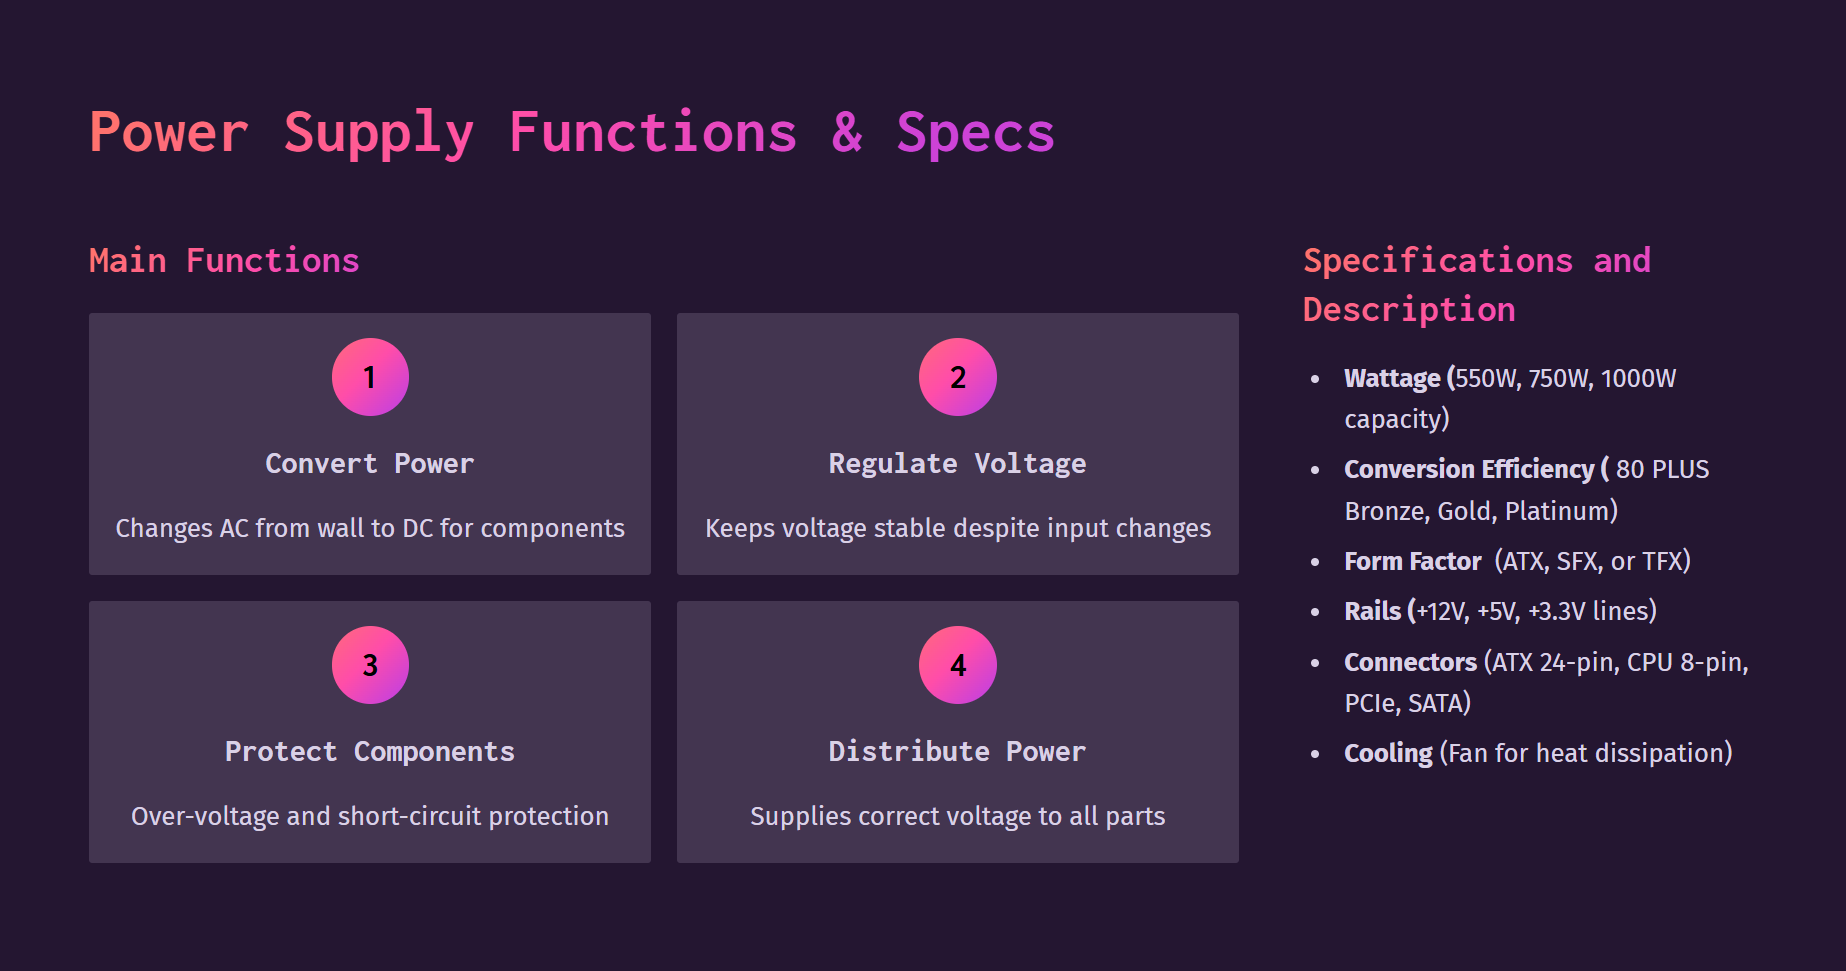 Power Supply Functions & Specs
Main Functions
1
Convert Power
Changes AC from wall to DC for components
2
Regulate Voltage
Keeps voltage stable despite input changes
3
Protect Components
Over-voltage and short-circuit protection
4
Distribute Power
Supplies correct voltage to all parts
Specifications and
Description
• Wattage (550W, 750W, 1000W
capacity)
• Conversion Efficiency ( 80 PLUS
Bronze, Gold, Platinum)
• Form Factor  (ATX, SFX, or TFX)
• Rails (+12V, +5V, +3.3V lines)
• Connectors (ATX 24-pin, CPU 8-pin,
PCIe, SATA)
• Cooling (Fan for heat dissipation)